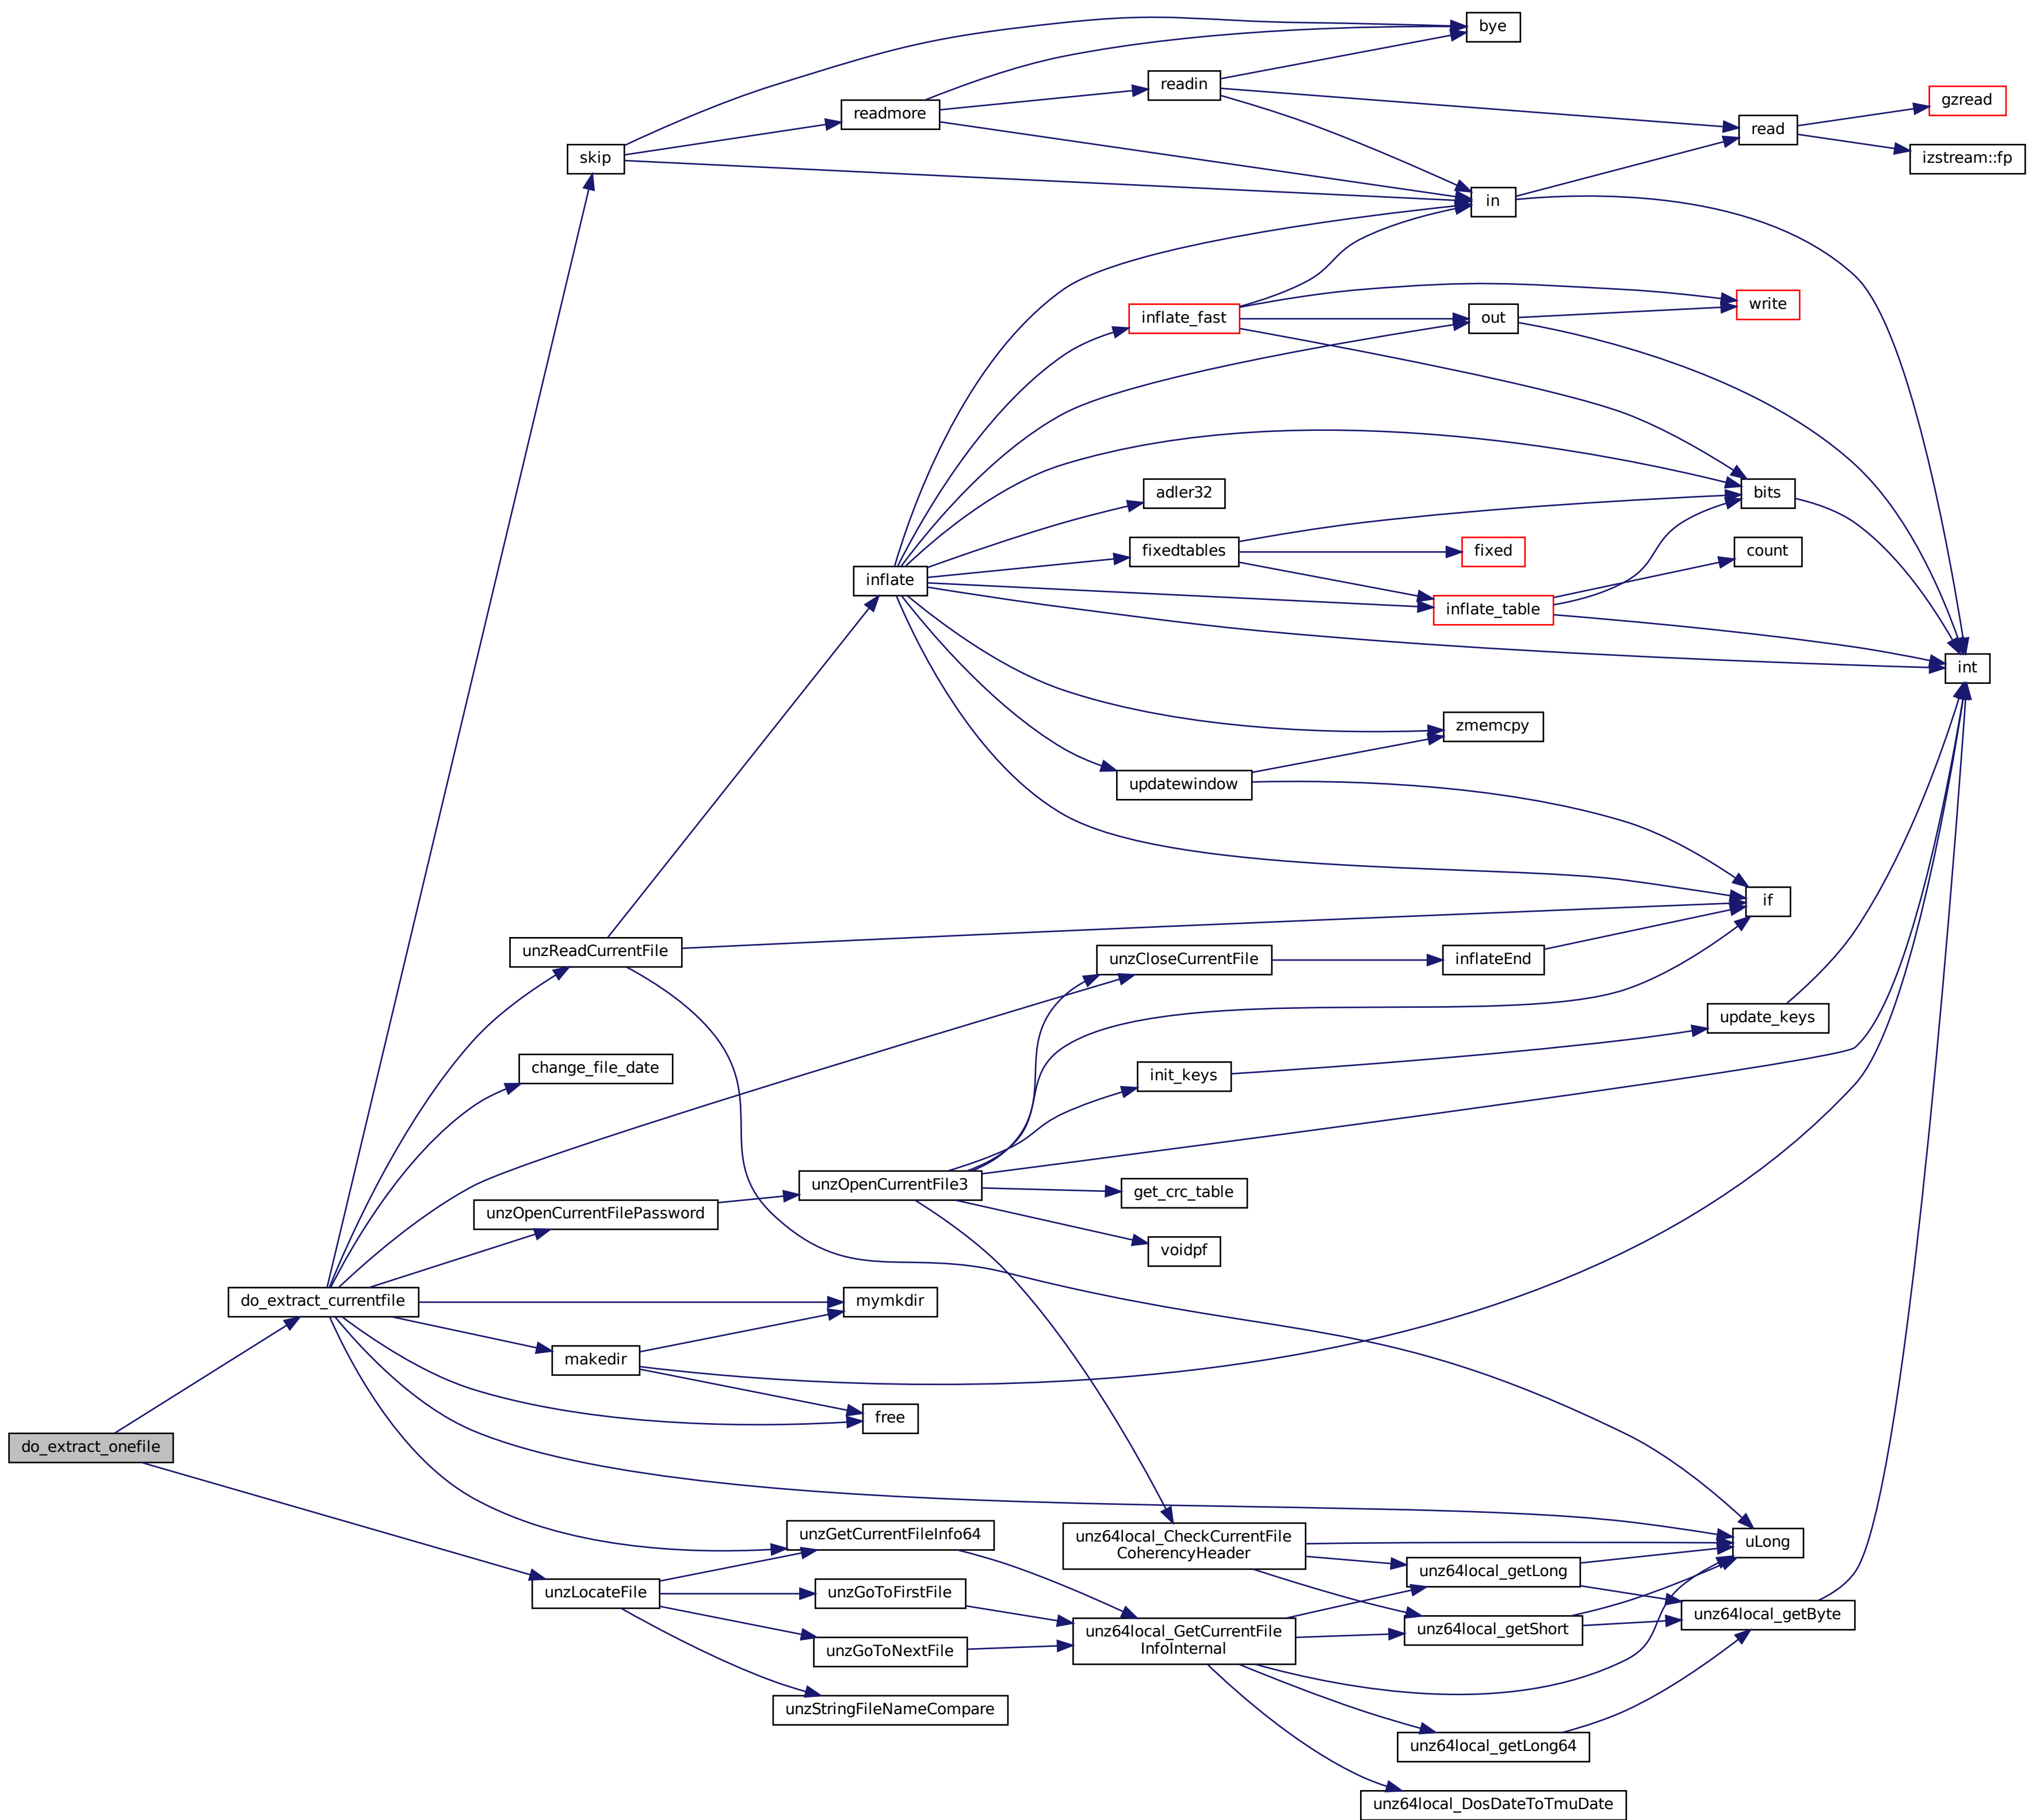 bye
readin
gzread
readmore
read
skip
izstream::fp
in
write
inflate_fast
out
adler32
bits
fixedtables
fixed
count
inflate
inflate_table
int
zmemcpy
updatewindow
if
unzReadCurrentFile
unzCloseCurrentFile
inflateEnd
update_keys
change_file_date
init_keys
unzOpenCurrentFile3
get_crc_table
unzOpenCurrentFilePassword
voidpf
do_extract_currentfile
mymkdir
makedir
free
do_extract_onefile
unzGetCurrentFileInfo64
unz64local_CheckCurrentFile
CoherencyHeader
uLong
unz64local_getLong
unzLocateFile
unzGoToFirstFile
unz64local_getByte
unz64local_GetCurrentFile
InfoInternal
unz64local_getShort
unzGoToNextFile
unzStringFileNameCompare
unz64local_getLong64
unz64local_DosDateToTmuDate